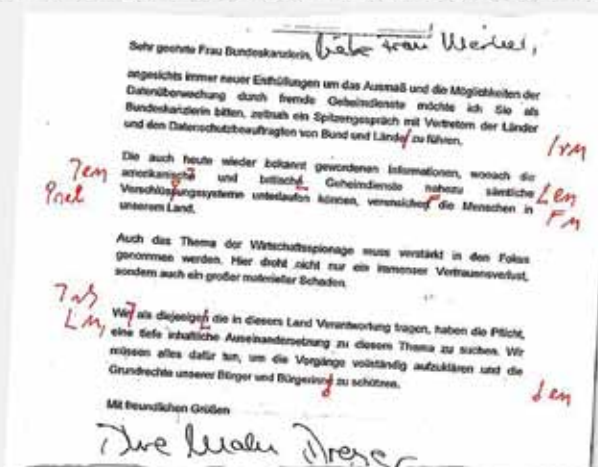 Sehr geehrte Frau Bundeskanzlerin, liebe Frau Merkel,
angesichts immer neuer Enthüllungen um das Ausmaß und die Möglichkeiten der
Datenüberwachung durch fremde Geheimdienste möchte ich Sie als
Bundeskanzlerin bitten, zeitnah ein Spitzengespräch mit Vertretern der Länder
und den Datenschutzbeauftragten von Bund und Länder zu führen.
rn
Die auch heute wieder bekannt gewordenen Informationen, wonach die
en amerikanische und britische Geheimdienste nahezu sämtliche en
sel Verschlüsungssysteme unterlaufen können, verunsichert die Menschen in n
unserem Land.
Auch das Thema der Wirtschaftsspionage muss verstärkt in den Fokus
genommen werden. Hier droht nicht nur ein immenser Vertrauensverlust,
sondern auch ein großer materieller Schaden.
Wir als diejenigen die in diesem Land Verantwortung tragen, haben die Pflicht,
eine tiefe inhaltliche Auseinandersetzung zu diesem Thema zu suchen. Wir
müssen alles dafür tun, um die Vorgänge vollständig aufzuklären und die
Grundrechte unserer Bürger und zu schützen. en
Mit freundlichen Grüßen
Ihre Malu Dreyer